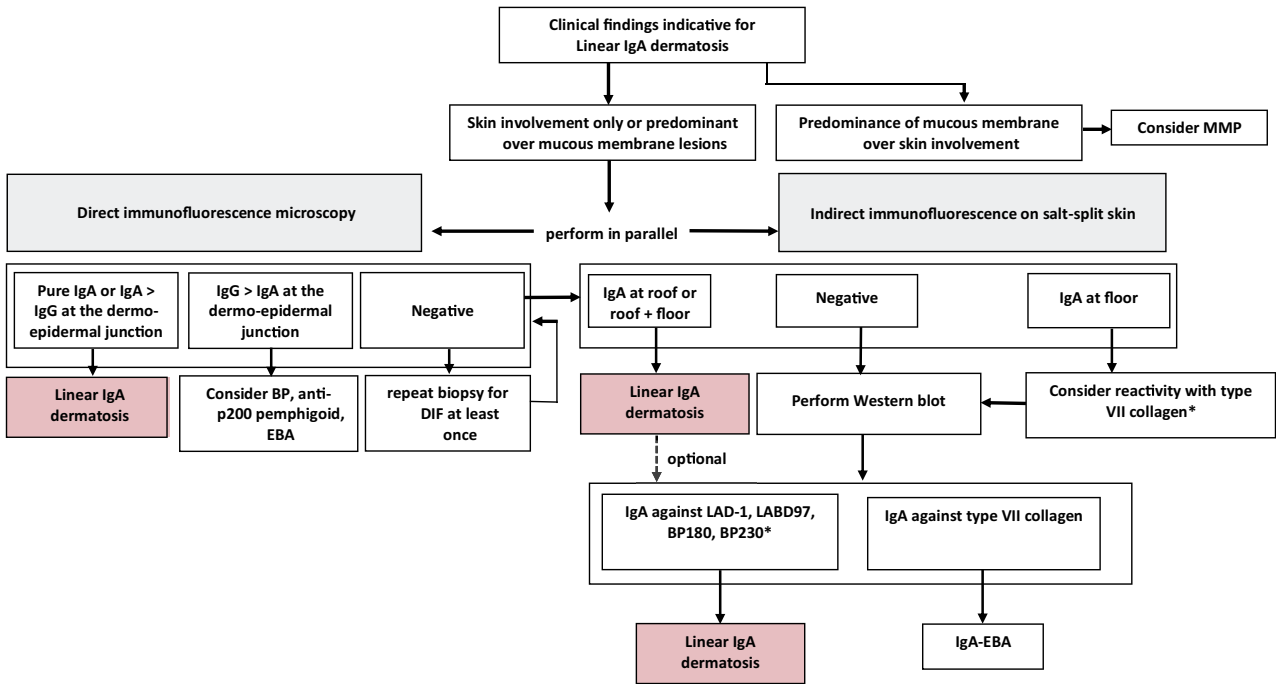 Clinical findings indicative for
Linear IgA dermatosis
Skin involvement only or predominant
over mucous membrane lesions
Predominance of mucous membrane
over skin involvement
Consider MMP
Direct immunofluorescence microscopy
perform in parallel
Indirect immunofluorescence on salt-split skin
Pure IgA or IgA >
IgG at the dermo-
epidermal junction
IgG > IgA at the
dermo-epidermal
junction
Negative
IgA at roof or
roof + floor
Negative
IgA at floor
Linear IgA
dermatosis
Consider BP, anti-
p200 pemphigoid,
EBA
repeat biopsy for
DIF at least
once
Linear IgA
dermatosis
Perform Western blot
Consider reactivity with type
VII collagen*
optional
IgA against LAD-1, LABD97,
BP180, BP230*
IgA against type VII collagen
Linear IgA
dermatosis
IgA-EBA